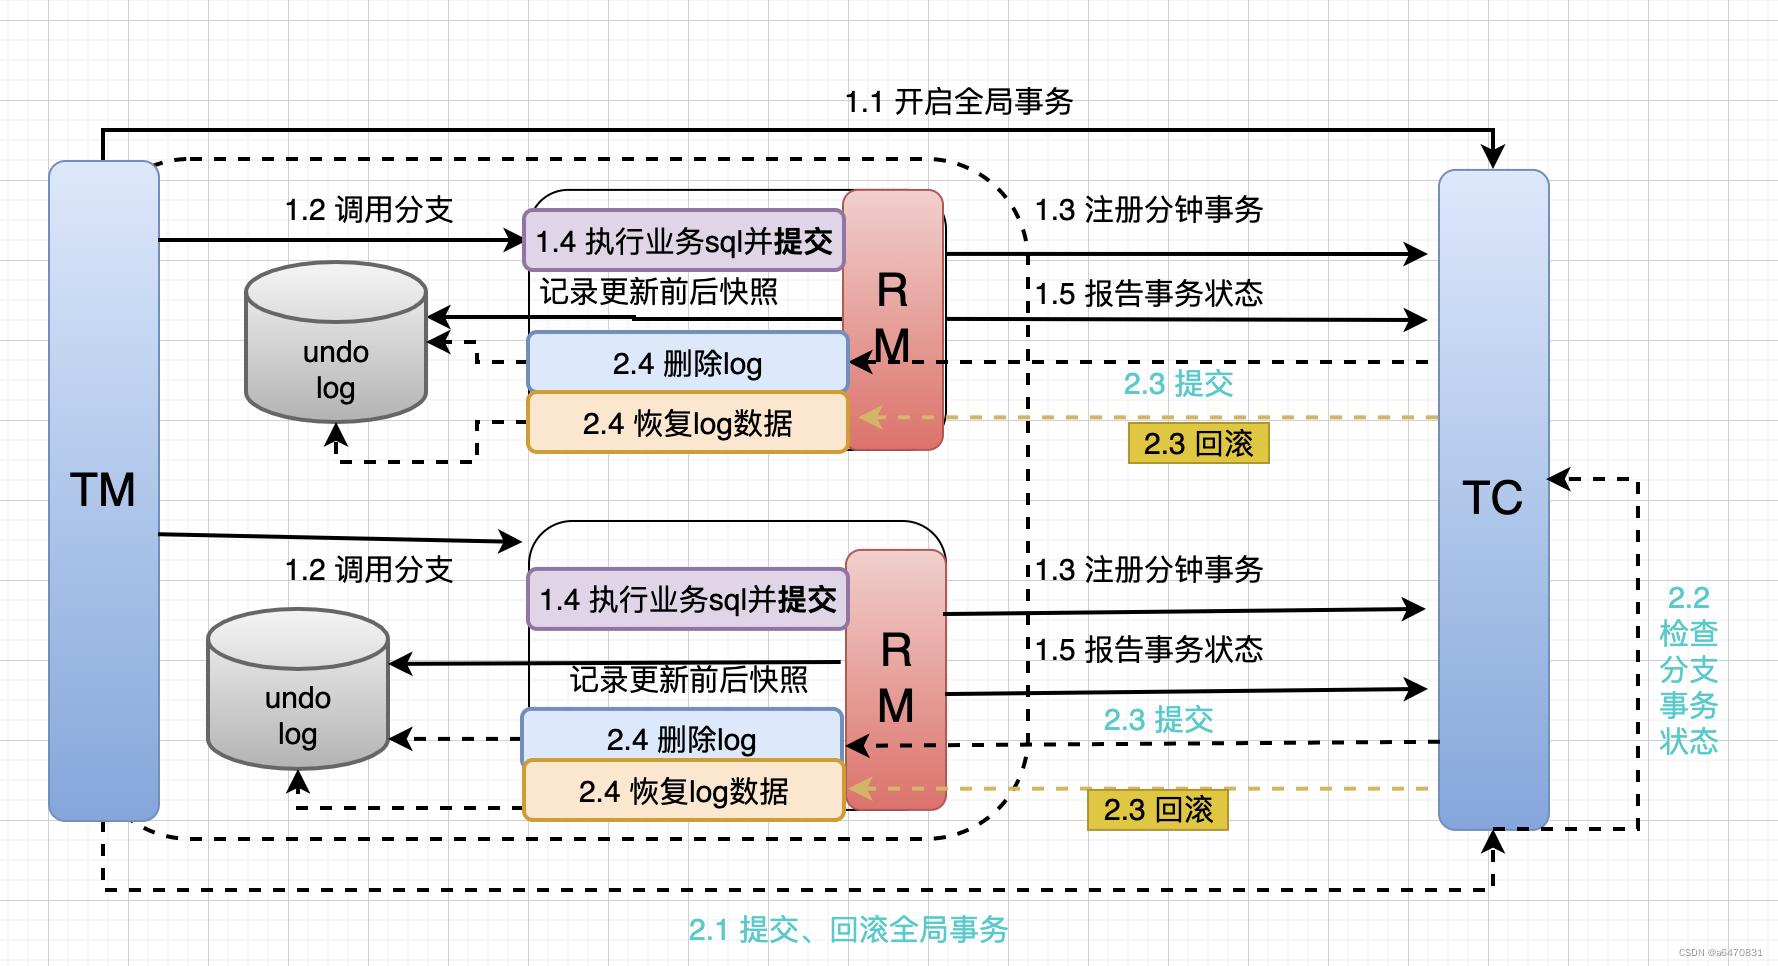 1.1 开启全局事务
1.2 调用分支
1.4 执行业务sql并提交
1.3 注册分钟事务
记录更新前后快照
R
M
1.5 报告事务状态
undo
log
2.4 删除log
2.3 提交
2.4 恢复log数据
2.3 回滚
TM
TC
1.2 调用分支
1.4 执行业务sql并提交
1.3 注册分钟事务
R
M
1.5 报告事务状态
记录更新前后快照
undo
log
2.4 删除log
2.3 提交
2.4 恢复log数据
2.3 回滚
2.2
检查
分支
事务
状态
2.1 提交、回滚全局事务
CSDN @a6470831